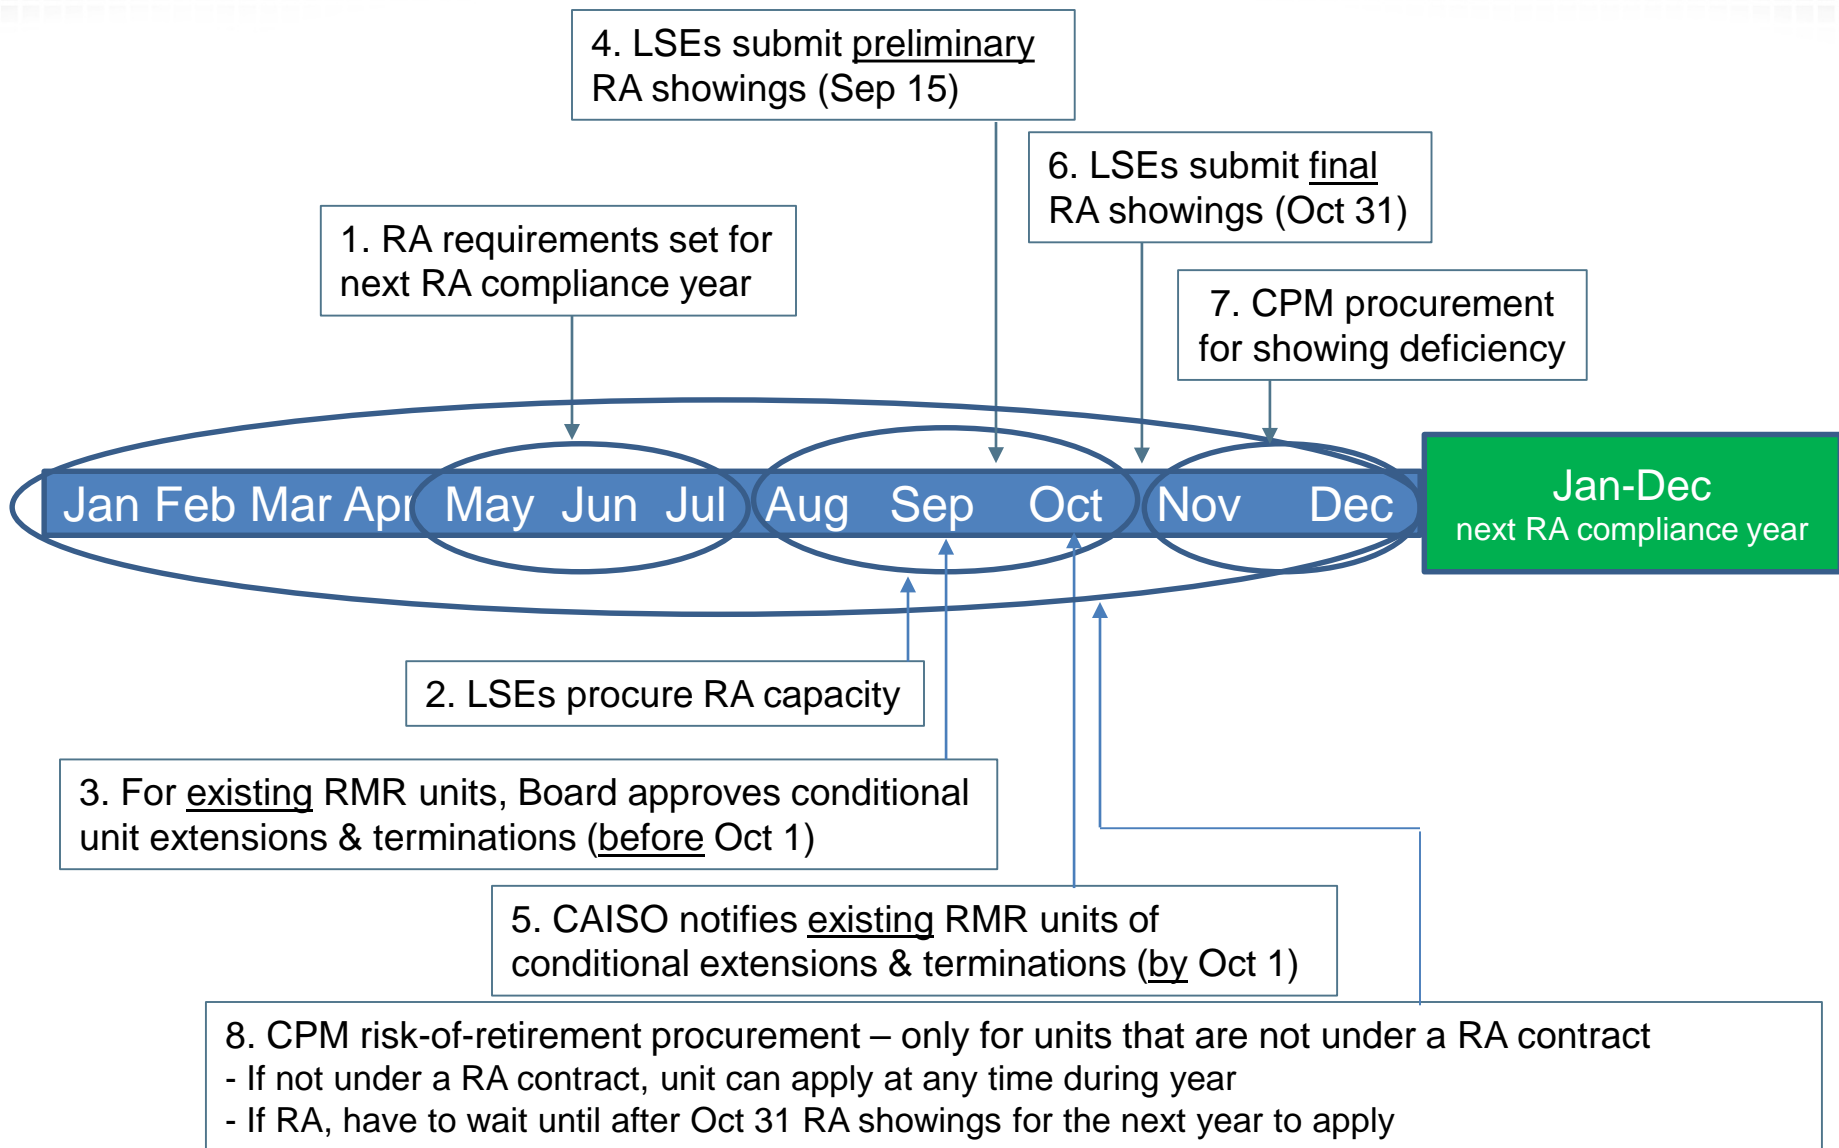 4. LSEs submit preliminary
RA showings (Sep 15)
6. LSEs submit final
RA showings (Oct 31)
1. RA requirements set for
next RA compliance year
7. CPM procurement
for showing deficiency
Jan Feb Mar Apr May Jun Jul Aug Sep Oct Nov Dec
Jan-Dec
next RA compliance year
2. LSEs procure RA capacity
3. For existing RMR units, Board approves conditional
unit extensions & terminations (before Oct 1)
5. CAISO notifies existing RMR units of
conditional extensions & terminations (by Oct 1)
8. CPM risk-of-retirement procurement – only for units that are not under a RA contract
- If not under a RA contract, unit can apply at any time during year
- If RA, have to wait until after Oct 31 RA showings for the next year to apply